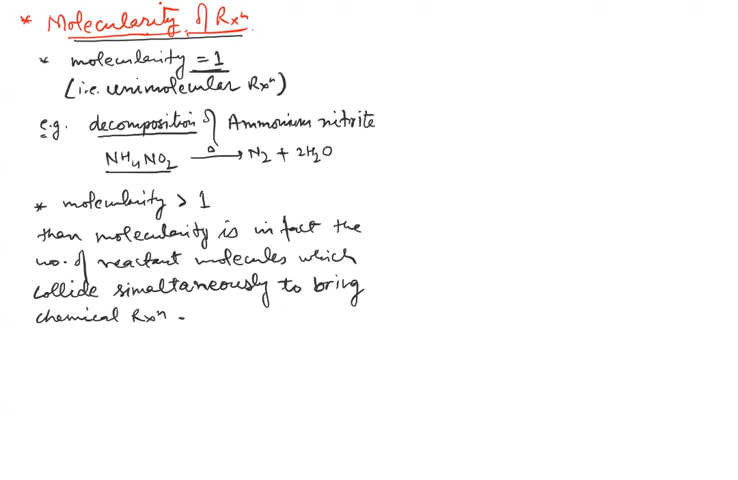 * Molecularity of Rxⁿ.
* molecularity = 1
(i.e. unimolecular Rxⁿ)
e.g. decomposition of Ammonium nitrite
NH₄NO₂ —Δ→ N₂ + 2H₂O
* molecularity > 1
then molecularity is in fact the
no. of reactant molecules which
collide simaltaneously to bring
chemical Rxⁿ -